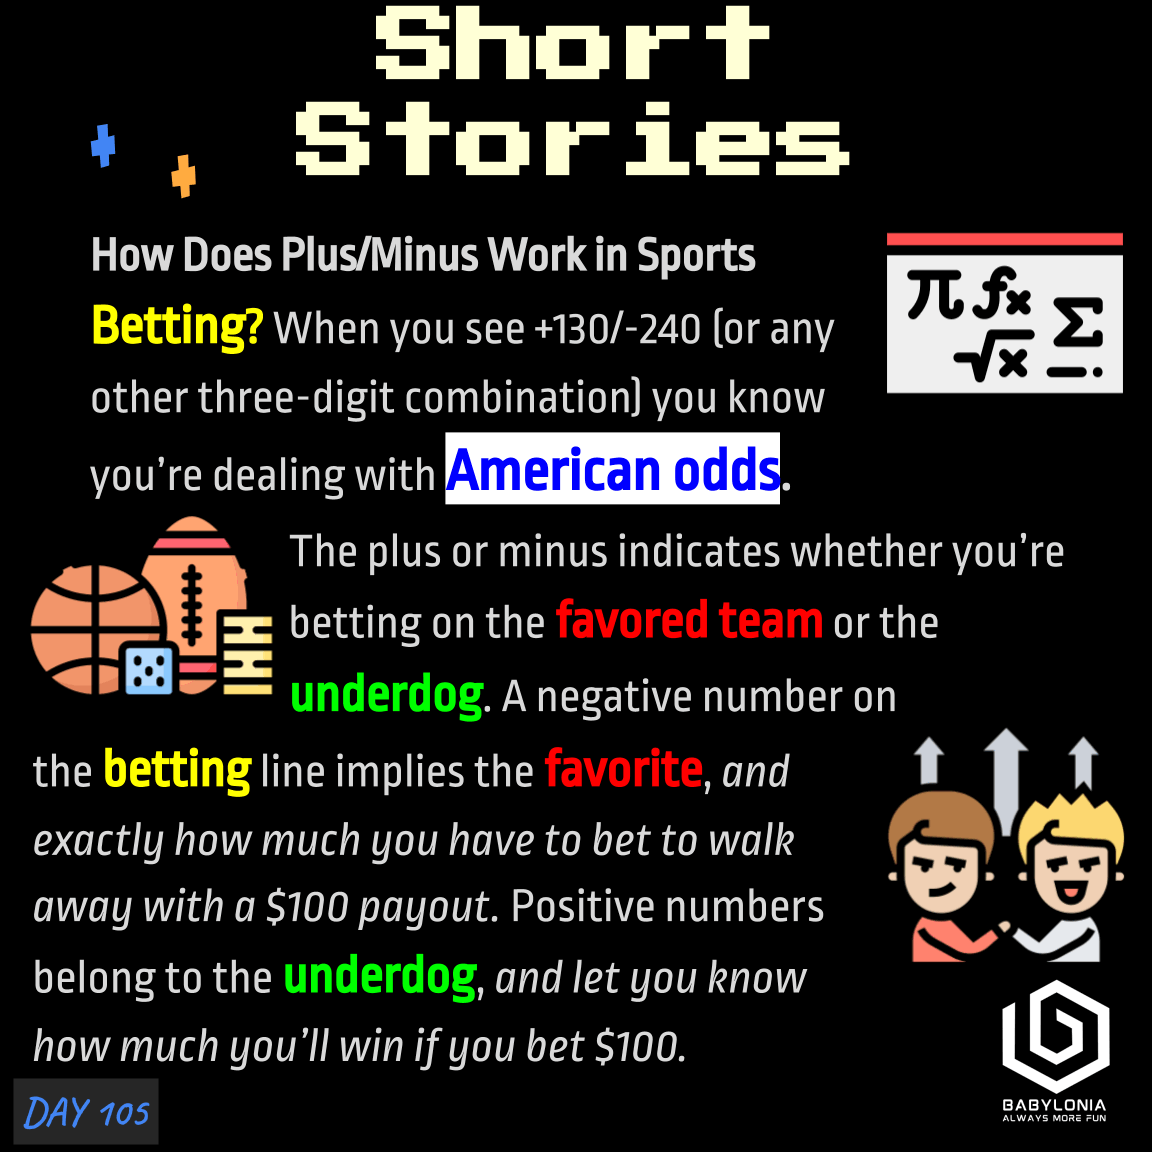 Short
Stories
How Does Plus/Minus Work in Sports
Betting? When you see +130/-240 (or any
other three-digit combination) you know
you’re dealing with American odds.
π fx
√x Σ
The plus or minus indicates whether you’re
betting on the favored team or the
underdog. A negative number on
the betting line implies the favorite, and
exactly how much you have to bet to walk
away with a $100 payout. Positive numbers
belong to the underdog, and let you know
how much you’ll win if you bet $100.
BABYLONIA
ALWAYS MORE FUN
DAY 105